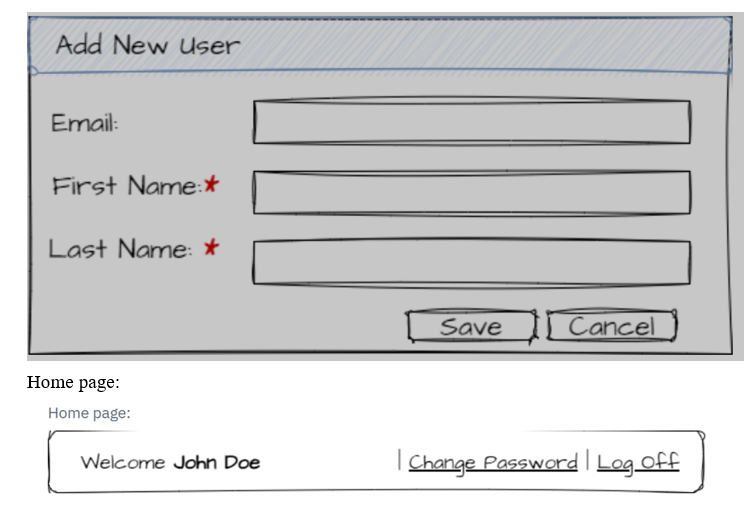 Add New User
Email:
First Name:*
Last Name: *
Save Cancel
Home page:
Home page:
Welcome John Doe | Change Password | Log Off